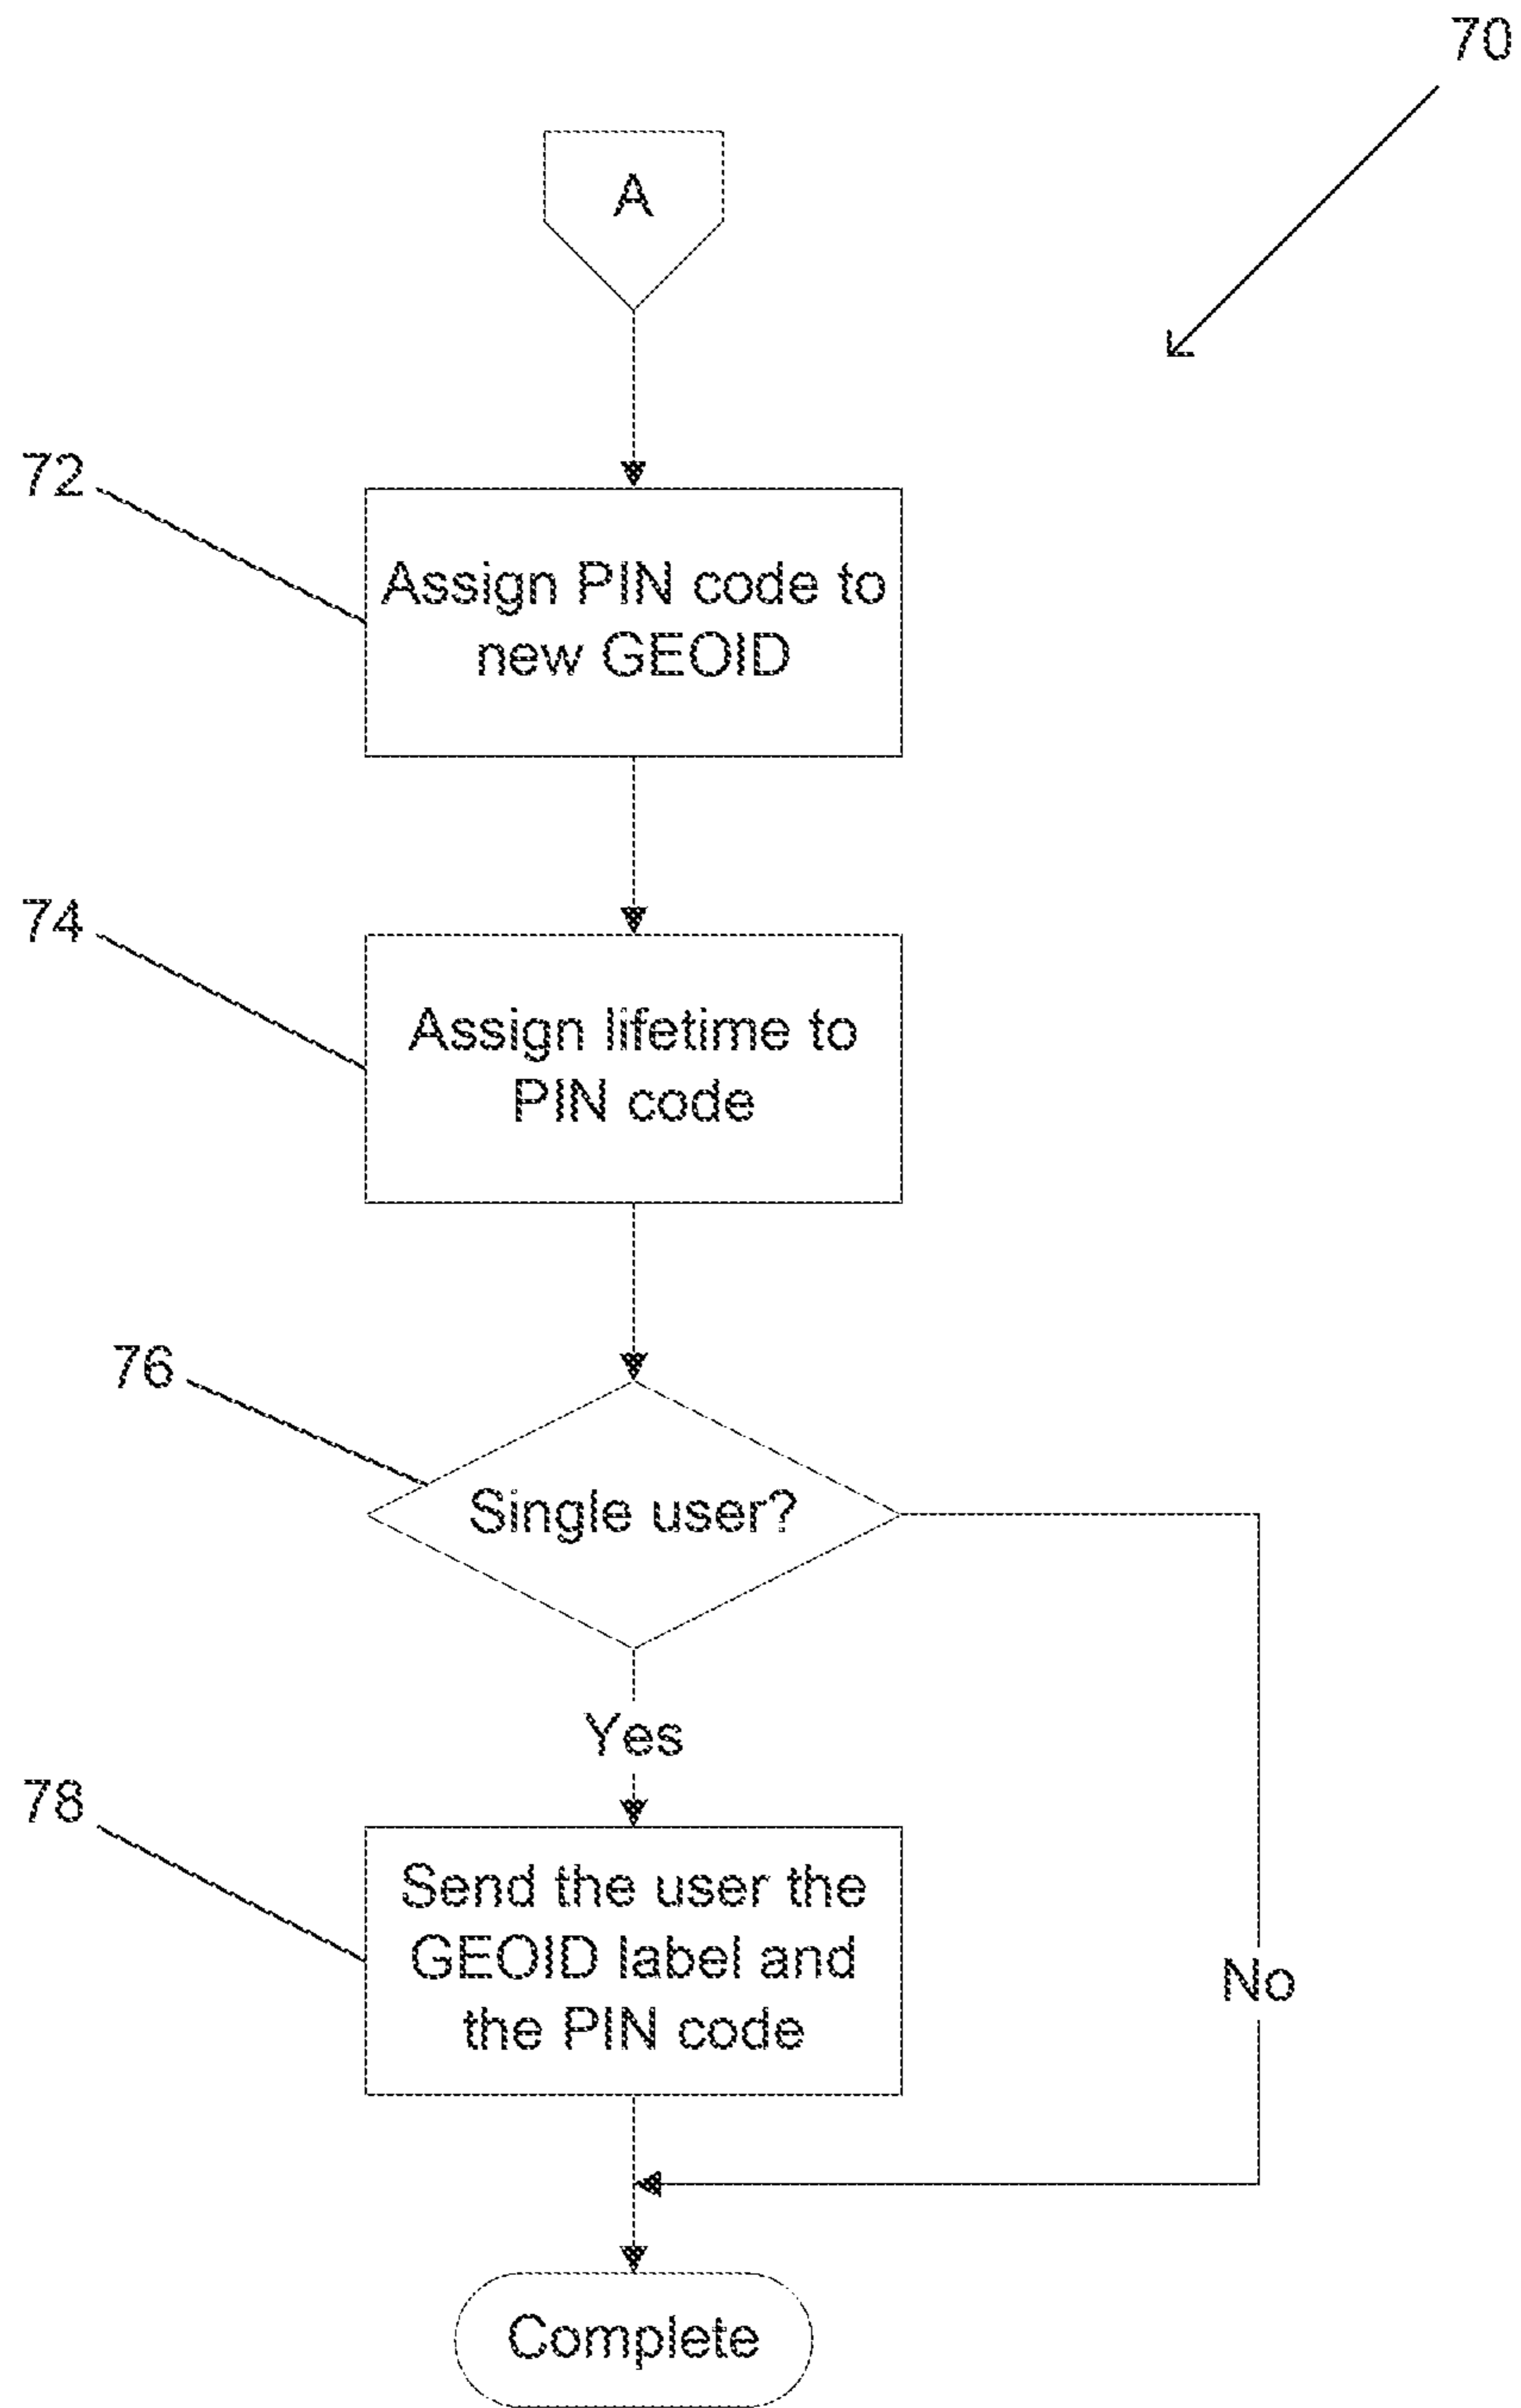 70
A
72
Assign PIN code to
new GEOID
74
Assign lifetime to
PIN code
76
Single user?
Yes
78
Send the user the
GEOID label and
the PIN code
No
Complete